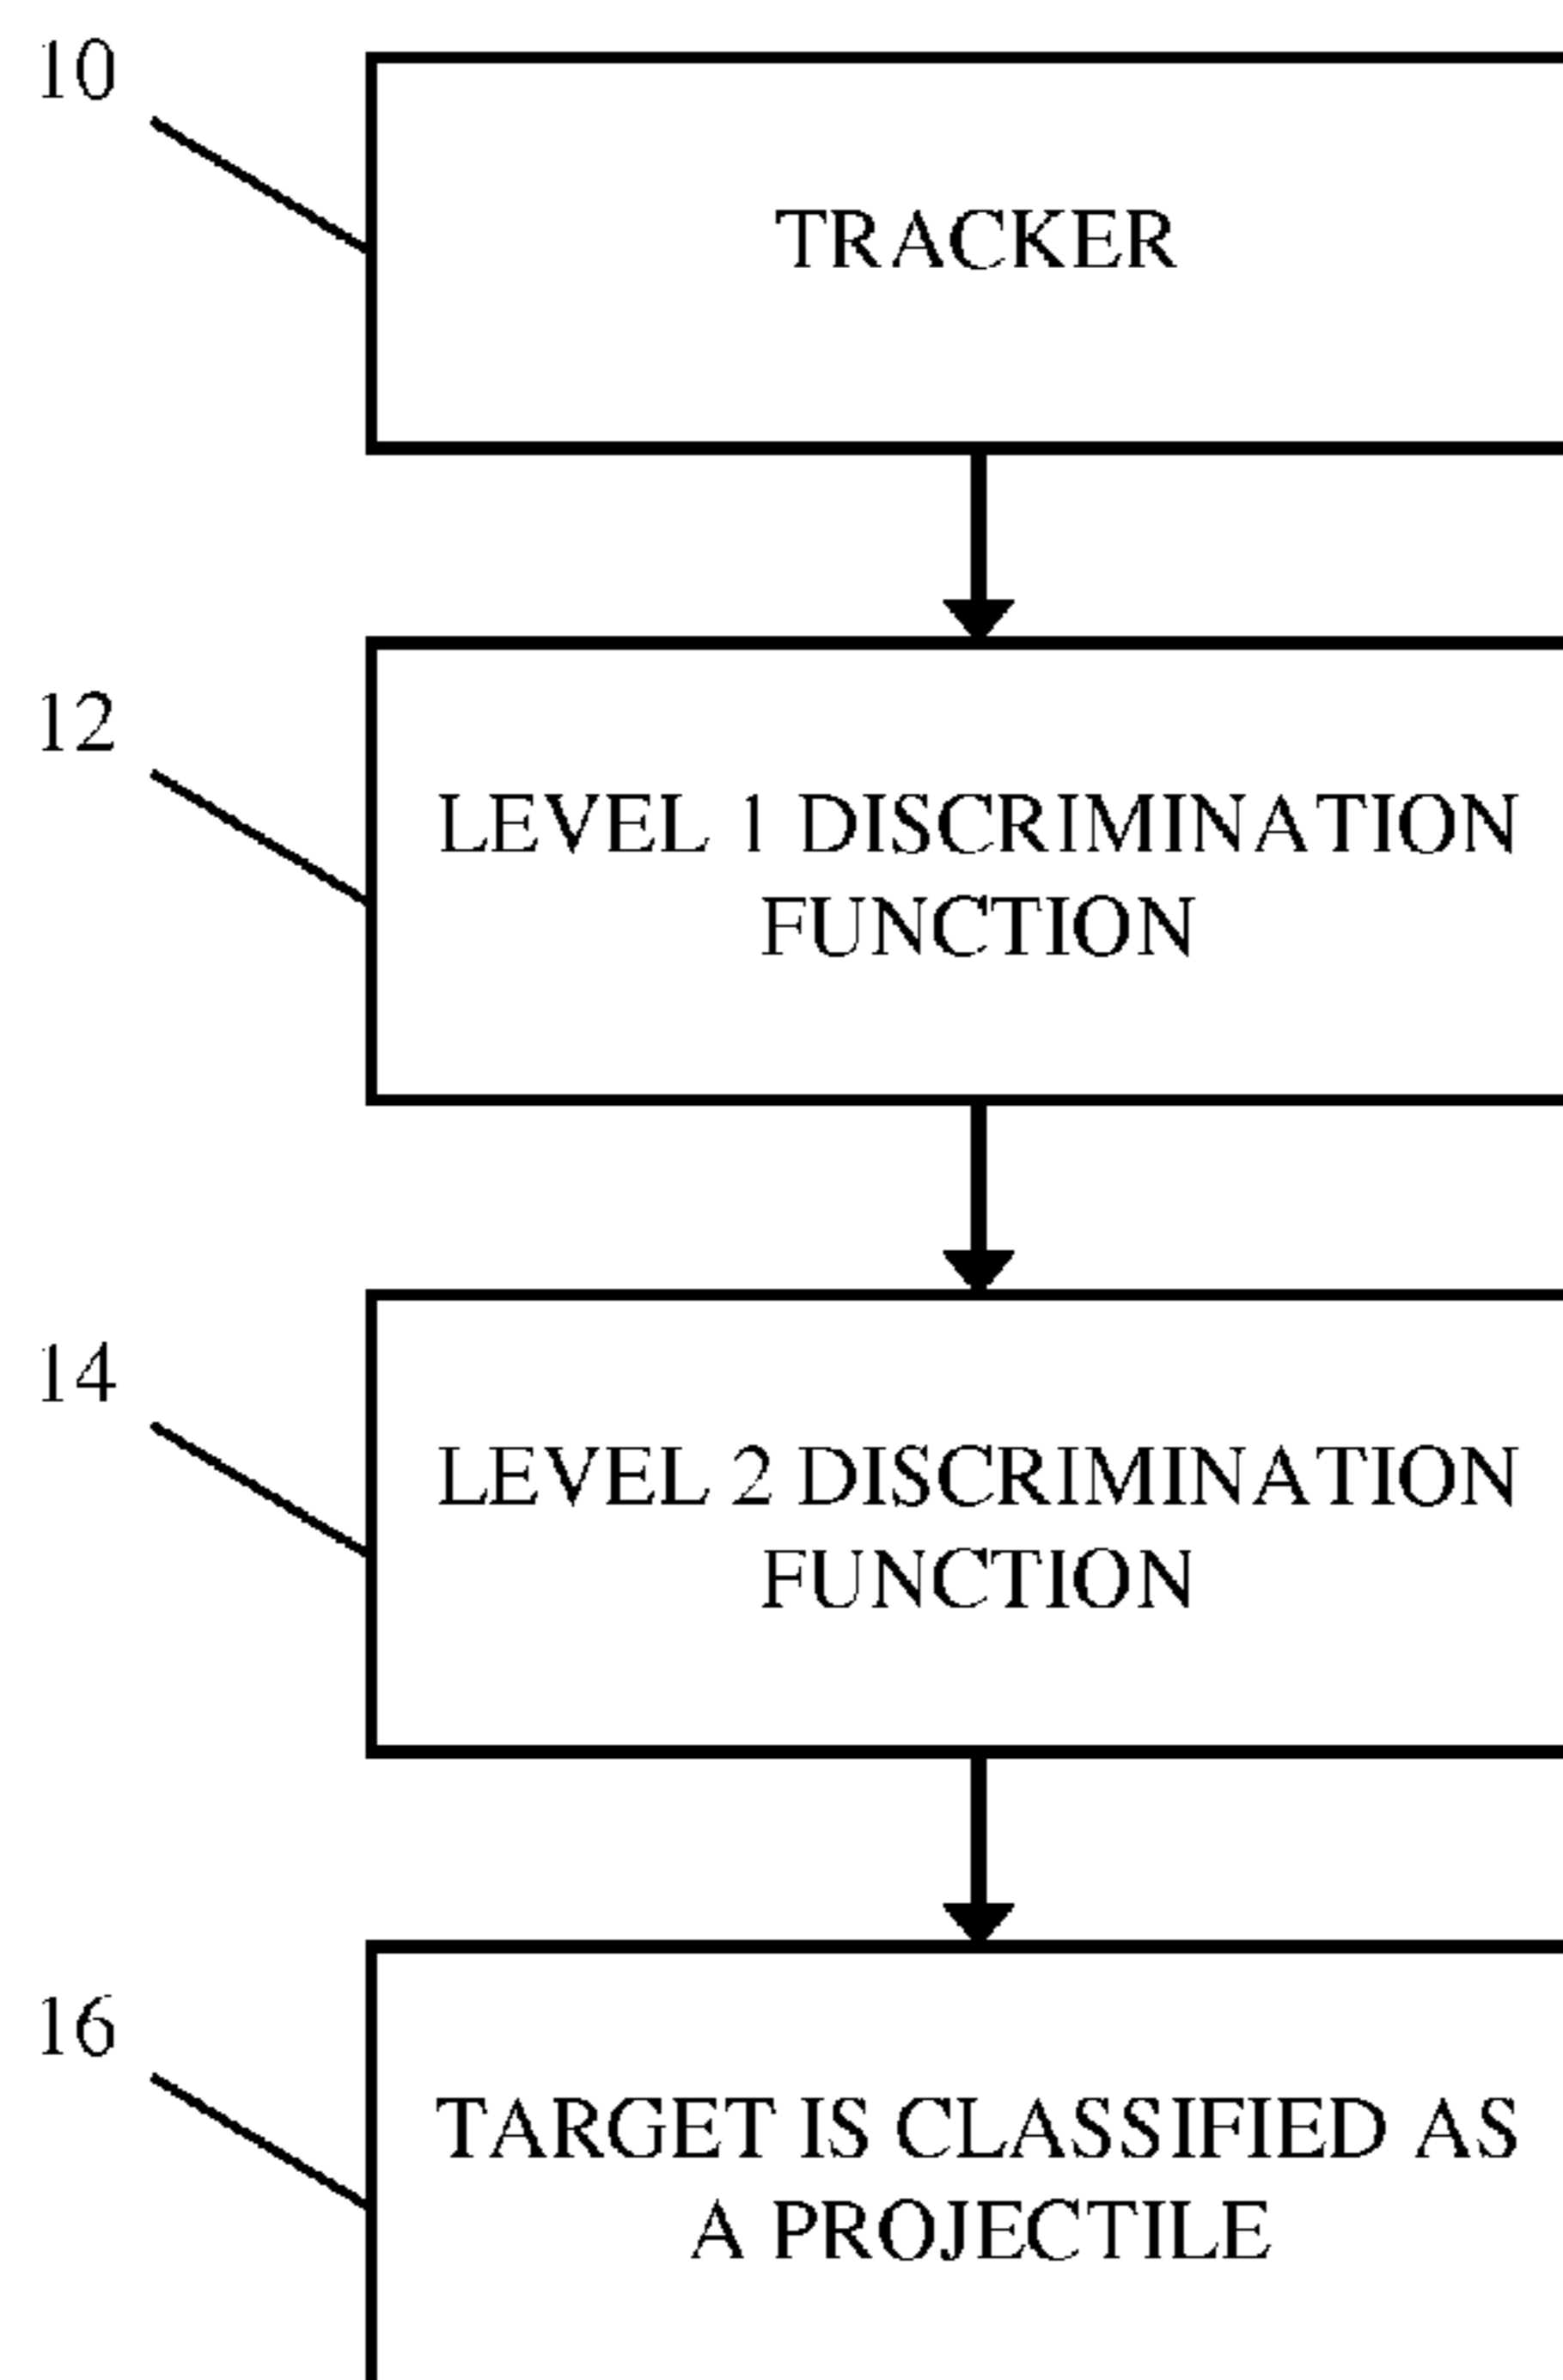 10
TRACKER
12
LEVEL 1 DISCRIMINATION
FUNCTION
14
LEVEL 2 DISCRIMINATION
FUNCTION
16
TARGET IS CLASSIFIED AS
A PROJECTILE